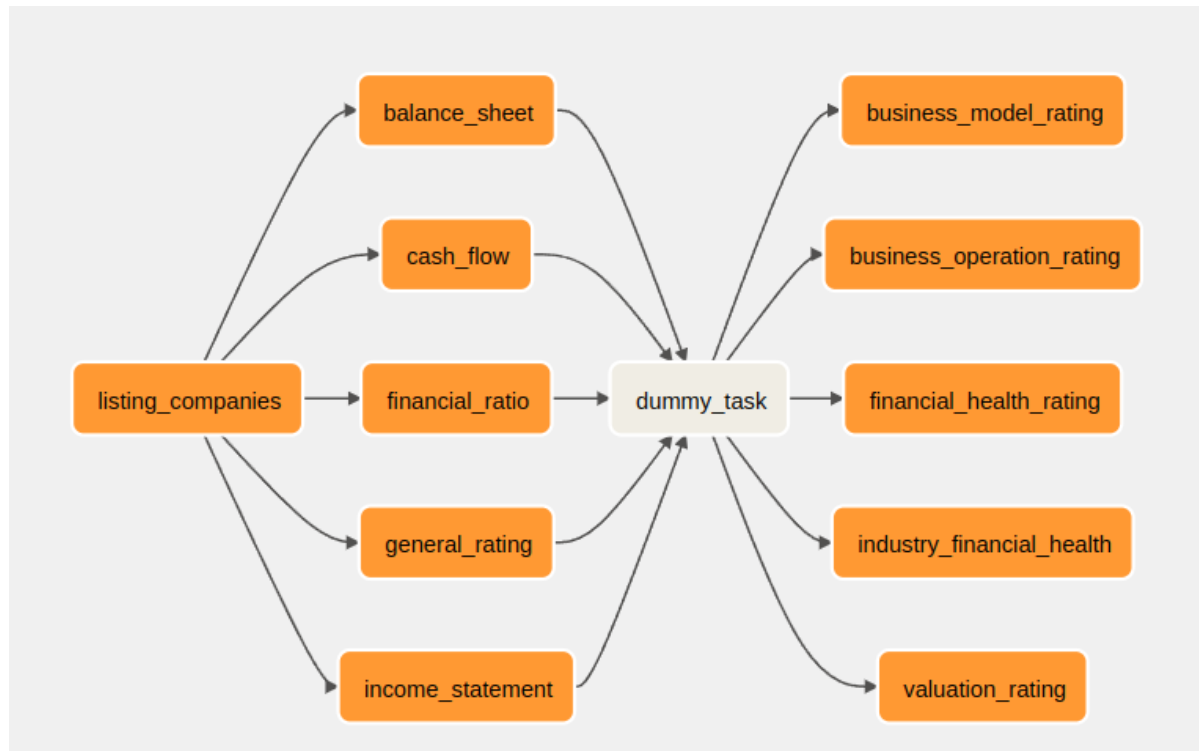 balance_sheet
business_model_rating
cash_flow
business_operation_rating
listing_companies
financial_ratio
dummy_task
financial_health_rating
general_rating
industry_financial_health
income_statement
valuation_rating